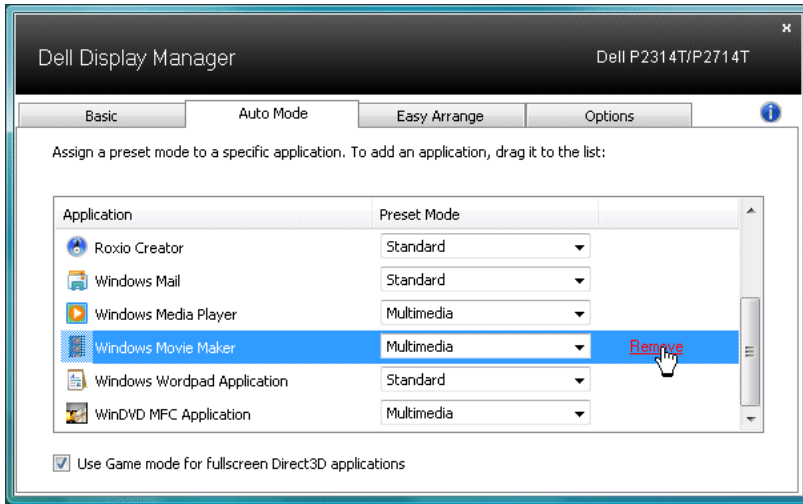 Dell Display Manager
Dell P2314T/P2714T
Basic
Auto Mode
Easy Arrange
Options
Assign a preset mode to a specific application. To add an application, drag it to the list:
Application Preset Mode
Roxio Creator Standard
Windows Mail Standard
Windows Media Player Multimedia
Windows Movie Maker Multimedia Remove
Windows Wordpad Application Standard
WinDVD MFC Application Multimedia
Use Game mode for fullscreen Direct3D applications